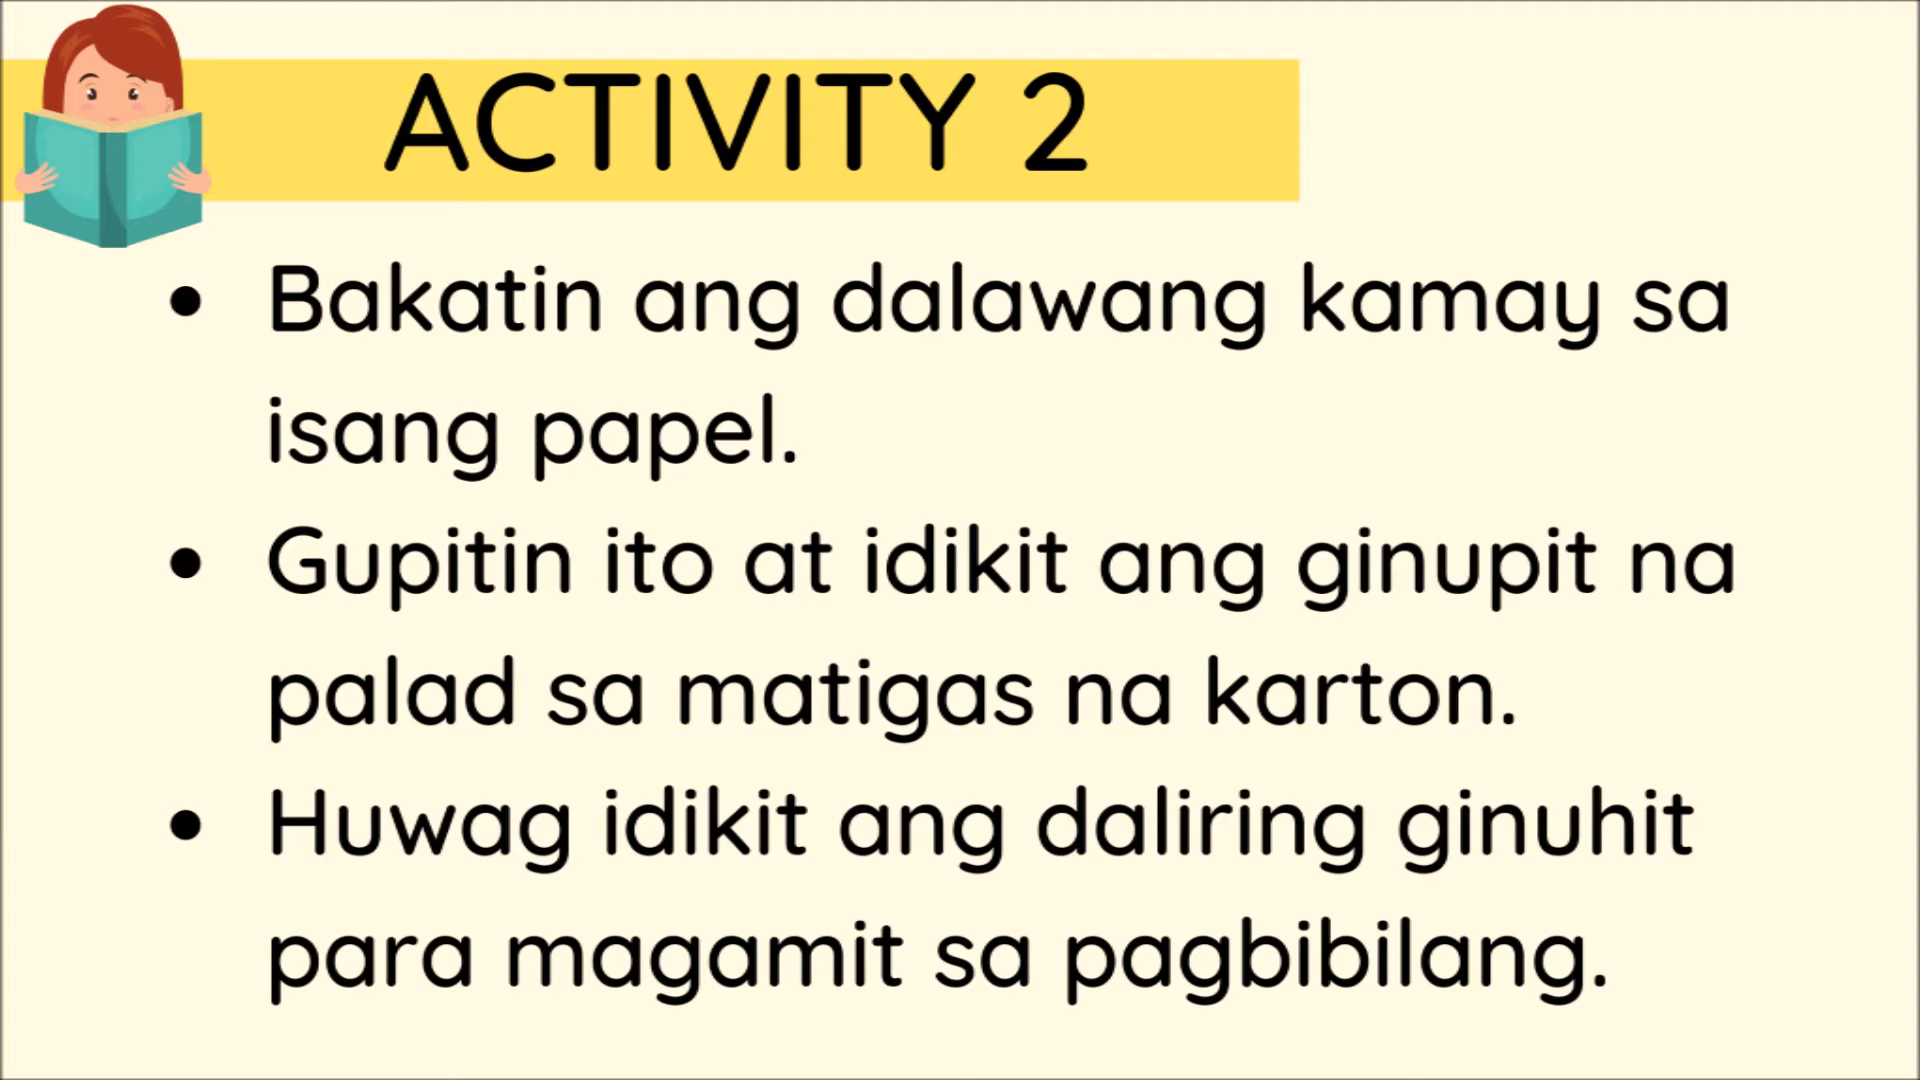 ACTIVITY 2
• Bakatin ang dalawang kamay sa
isang papel.
• Gupitin ito at idikit ang ginupit na
palad sa matigas na karton.
• Huwag idikit ang daliring ginuhit
para magamit sa pagbibilang.